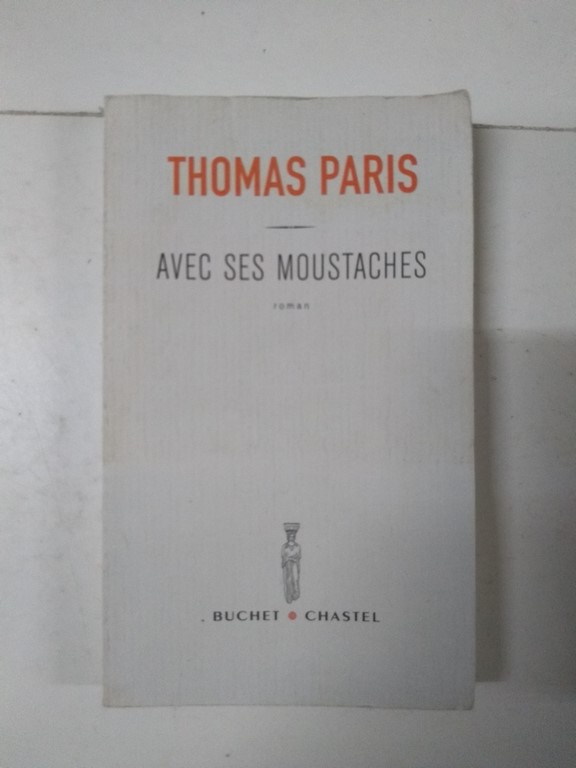 THOMAS PARIS
AVEC SES MOUSTACHES
roman
BUCHET • CHASTEL